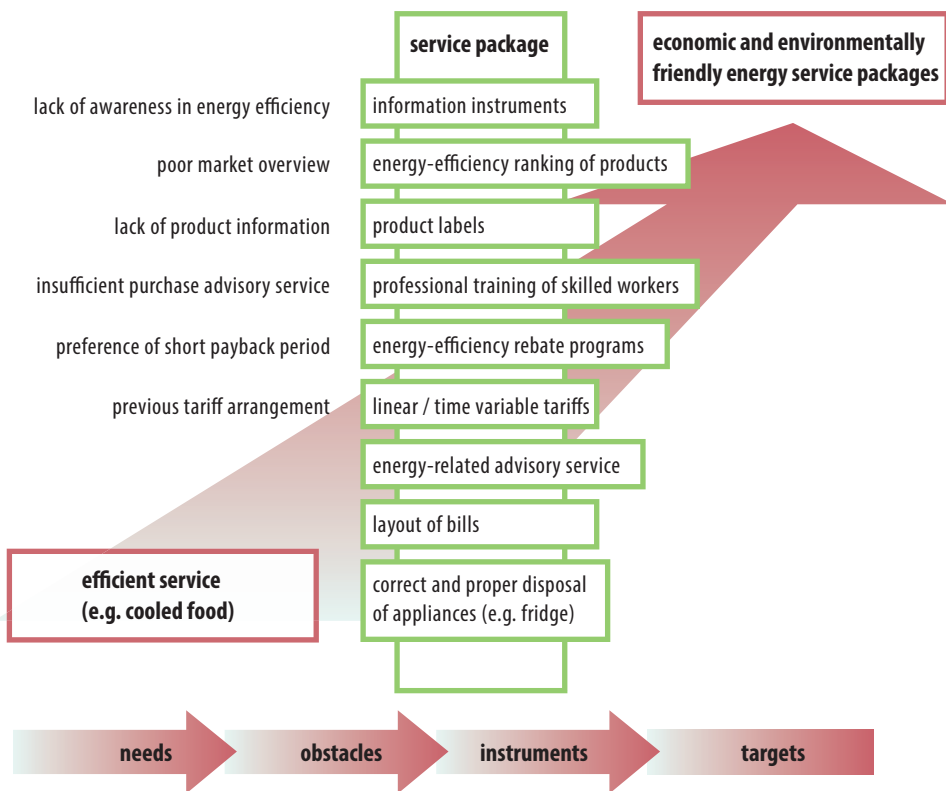 service package
economic and environmentally
friendly energy service packages
lack of awareness in energy efficiency
information instruments
poor market overview
energy-efficiency ranking of products
lack of product information
product labels
insufficient purchase advisory service
professional training of skilled workers
preference of short payback period
energy-efficiency rebate programs
previous tariff arrangement
linear / time variable tariffs
energy-related advisory service
layout of bills
efficient service
(e.g. cooled food)
correct and proper disposal
of appliances (e.g. fridge)
needs
obstacles
instruments
targets